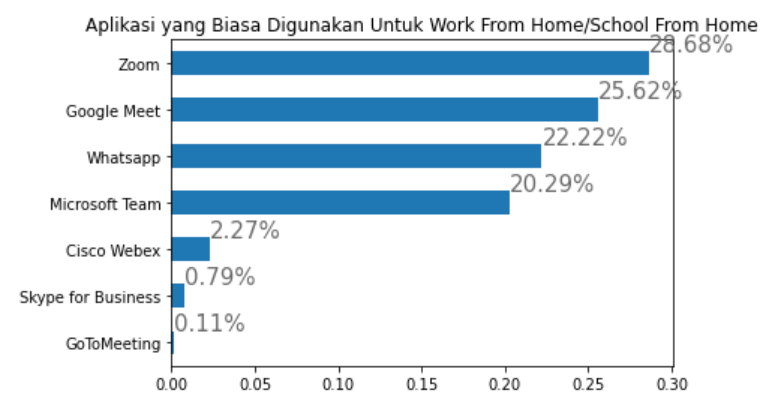 Aplikasi yang Biasa Digunakan Untuk Work From Home/School From Home
Zoom 28.68%
Google Meet 25.62%
Whatsapp 22.22%
Microsoft Team 20.29%
Cisco Webex 2.27%
Skype for Business 0.79%
GoToMeeting 0.11%
0.00 0.05 0.10 0.15 0.20 0.25 0.30